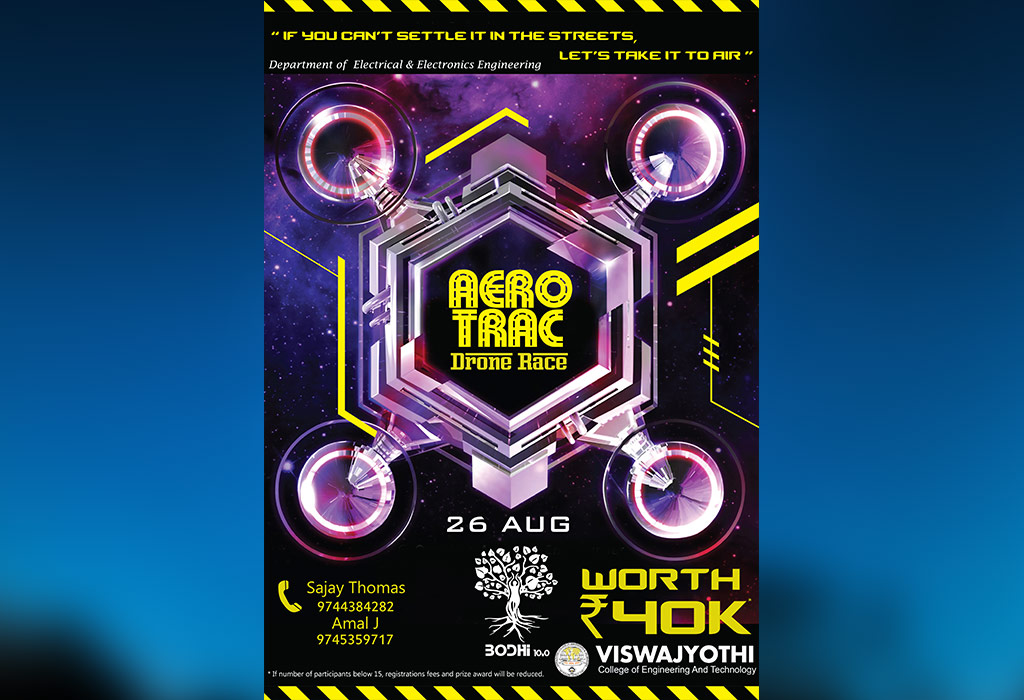 “ IF YOU CAN'T SETTLE IT IN THE STREETS,
LET'S TAKE IT TO AIR ”
Department of Electrical & Electronics Engineering
AERO
TRAC
Drone Race
26 AUG
Sajay Thomas
9744384282
Amal J
9745359717
BODHI 10.0
WORTH
₹40K
VISWAJYOTHI
College of Engineering And Technology
* If number of participants below 15, registrations fees and prize award will be reduced.